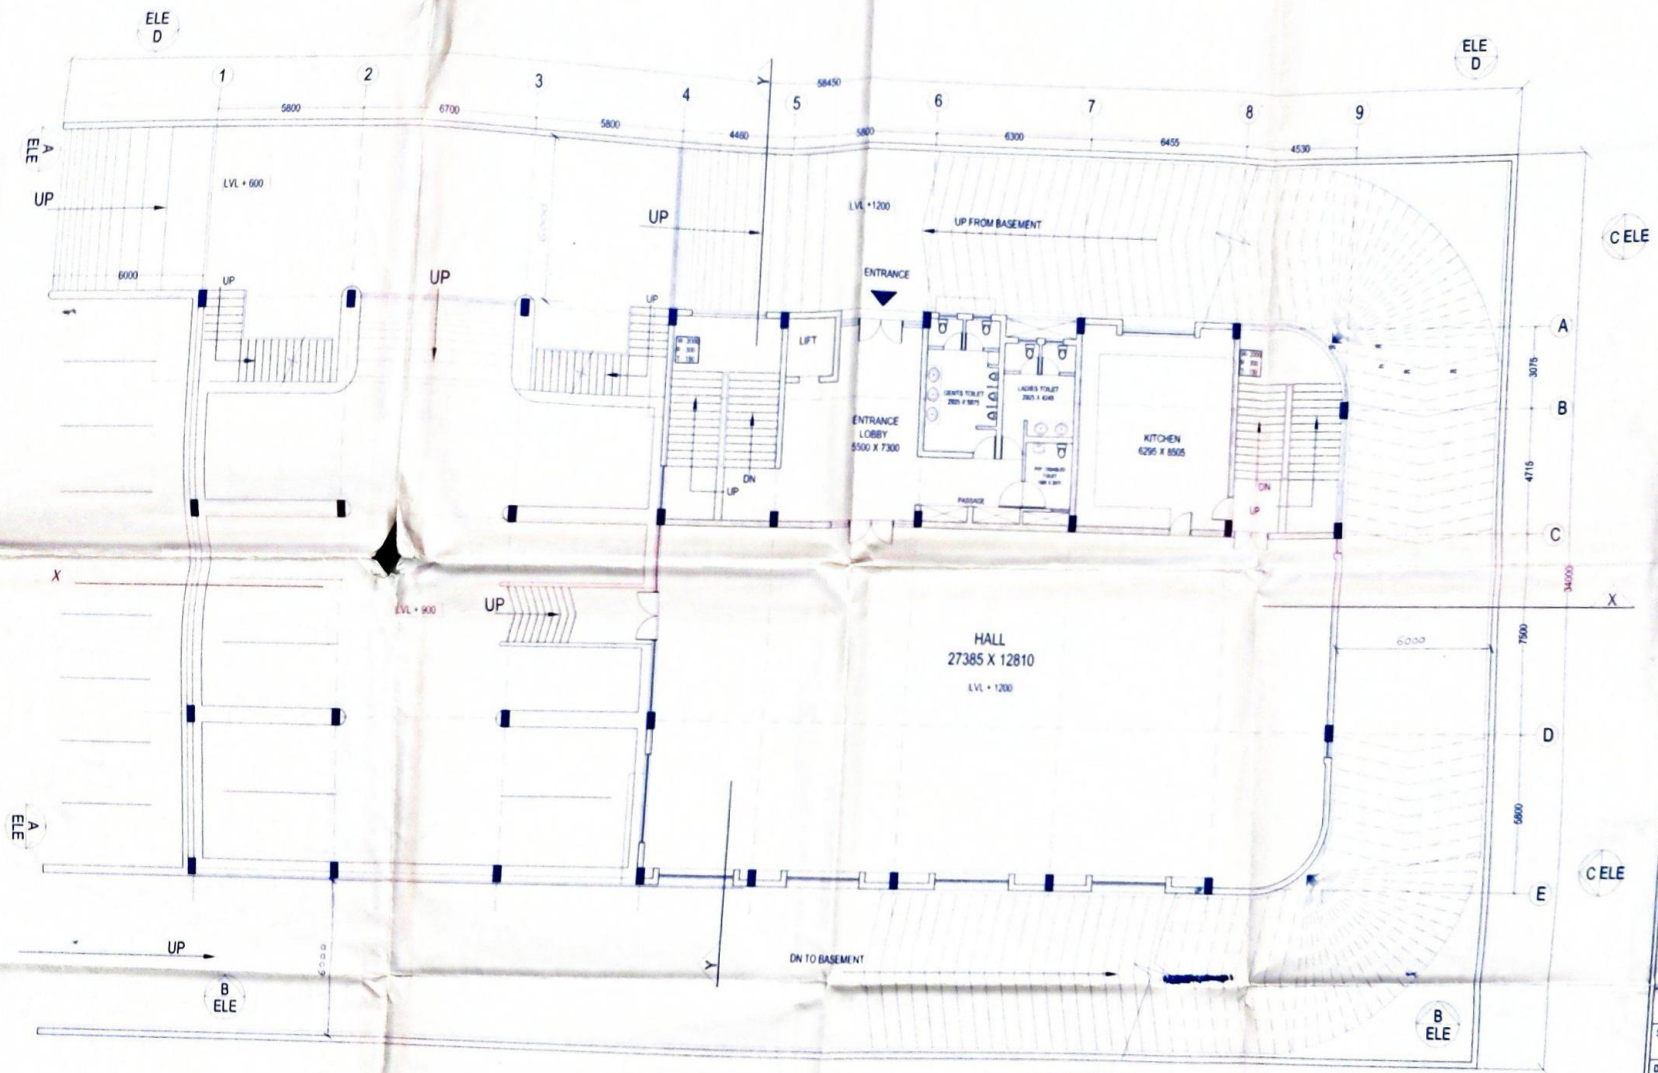 ELE
D
ELE
D
1
2
3
4
5
6
7
8
9
Y
58450
5800
6700
5800
4460
5800
6300
6455
4530
A
ELE
UP
LVL + 600
UP
LVL +1200
UP FROM BASEMENT
C ELE
6000
UP
UP
UP
ENTRANCE
LIFT
A
3075
B
GENTS TOILET
LADIES TOILET
ENTRANCE
LOBBY
5500 X 7300
KITCHEN
6295 X 8505
4715
DN
UP
PASSAGE
DN
UP
C
X
LVL + 900
UP
34000
X
HALL
27385 X 12810
LVL + 1200
6000
7500
D
6800
A
ELE
C ELE
E
UP
6000
B
ELE
Y
DN TO BASEMENT
B
ELE